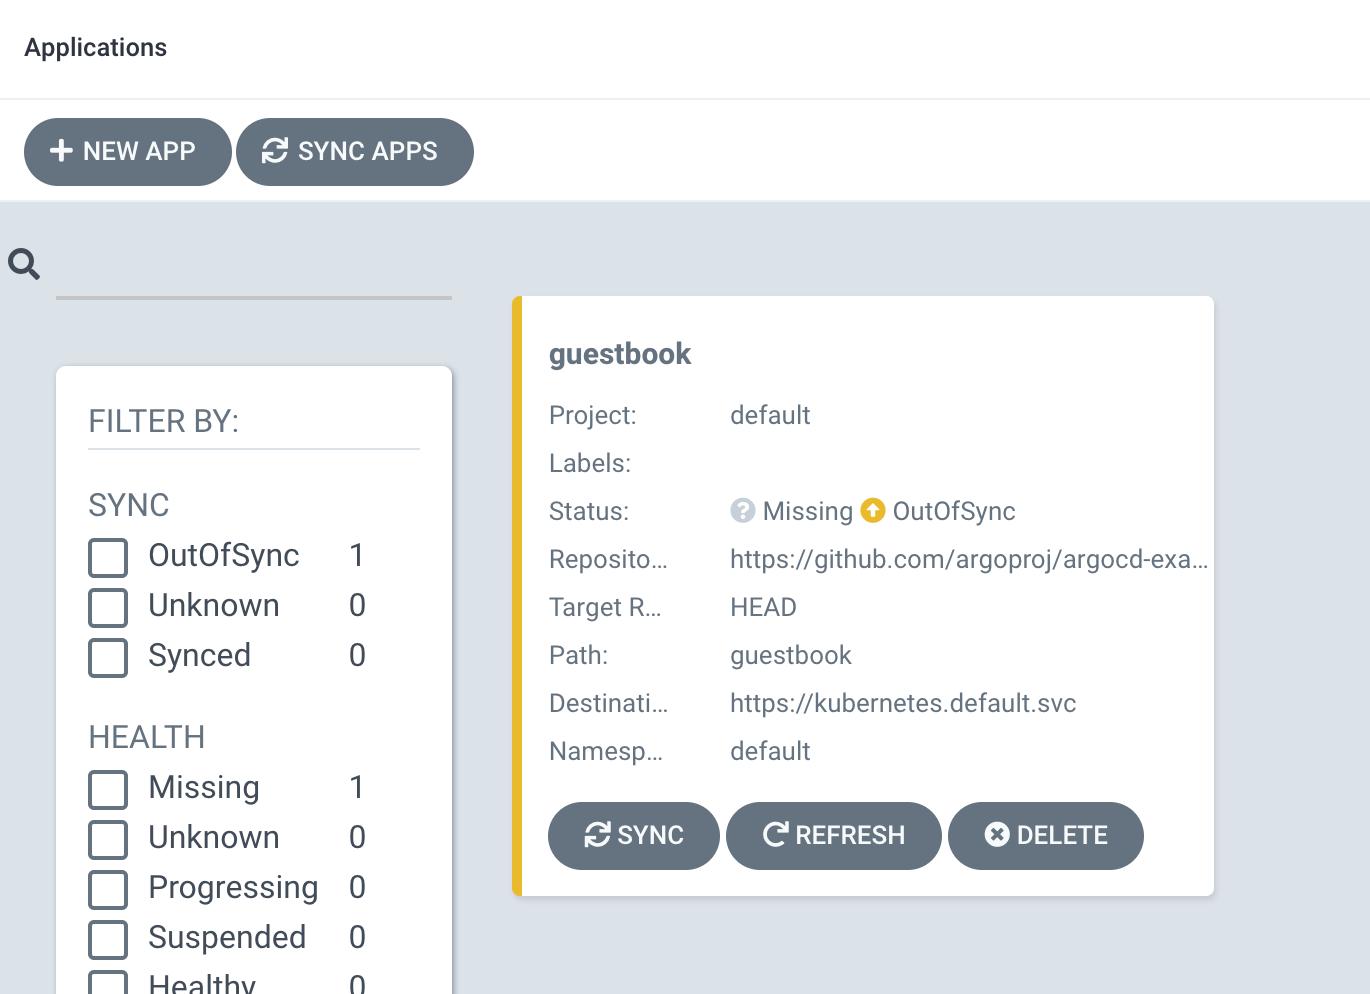 Applications
NEW APP SYNC APPS
FILTER BY:
SYNC
OutOfSync 1
Unknown 0
Synced 0
HEALTH
Missing 1
Unknown 0
Progressing 0
Suspended 0
Healthy 0
guestbook
Project: default
Labels:
Status: Missing OutOfSync
Reposito... https://github.com/argoproj/argocd-exa...
Target R... HEAD
Path: guestbook
Destinati... https://kubernetes.default.svc
Namesp... default
SYNC REFRESH DELETE